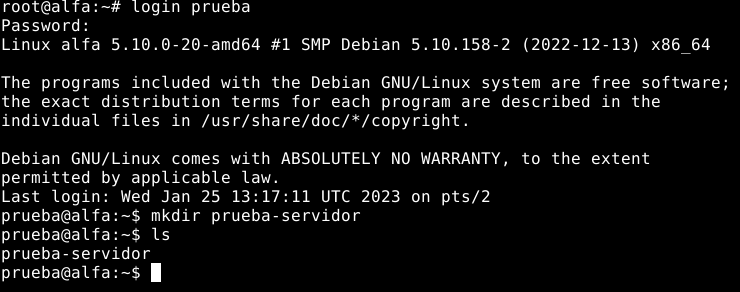 root@alfa:~# login prueba
Password:
Linux alfa 5.10.0-20-amd64 #1 SMP Debian 5.10.158-2 (2022-12-13) x86_64
The programs included with the Debian GNU/Linux system are free software;
the exact distribution terms for each program are described in the
individual files in /usr/share/doc/*/copyright.
Debian GNU/Linux comes with ABSOLUTELY NO WARRANTY, to the extent
permitted by applicable law.
Last login: Wed Jan 25 13:17:11 UTC 2023 on pts/2
prueba@alfa:~$ mkdir prueba-servidor
prueba@alfa:~$ ls
prueba-servidor
prueba@alfa:~$